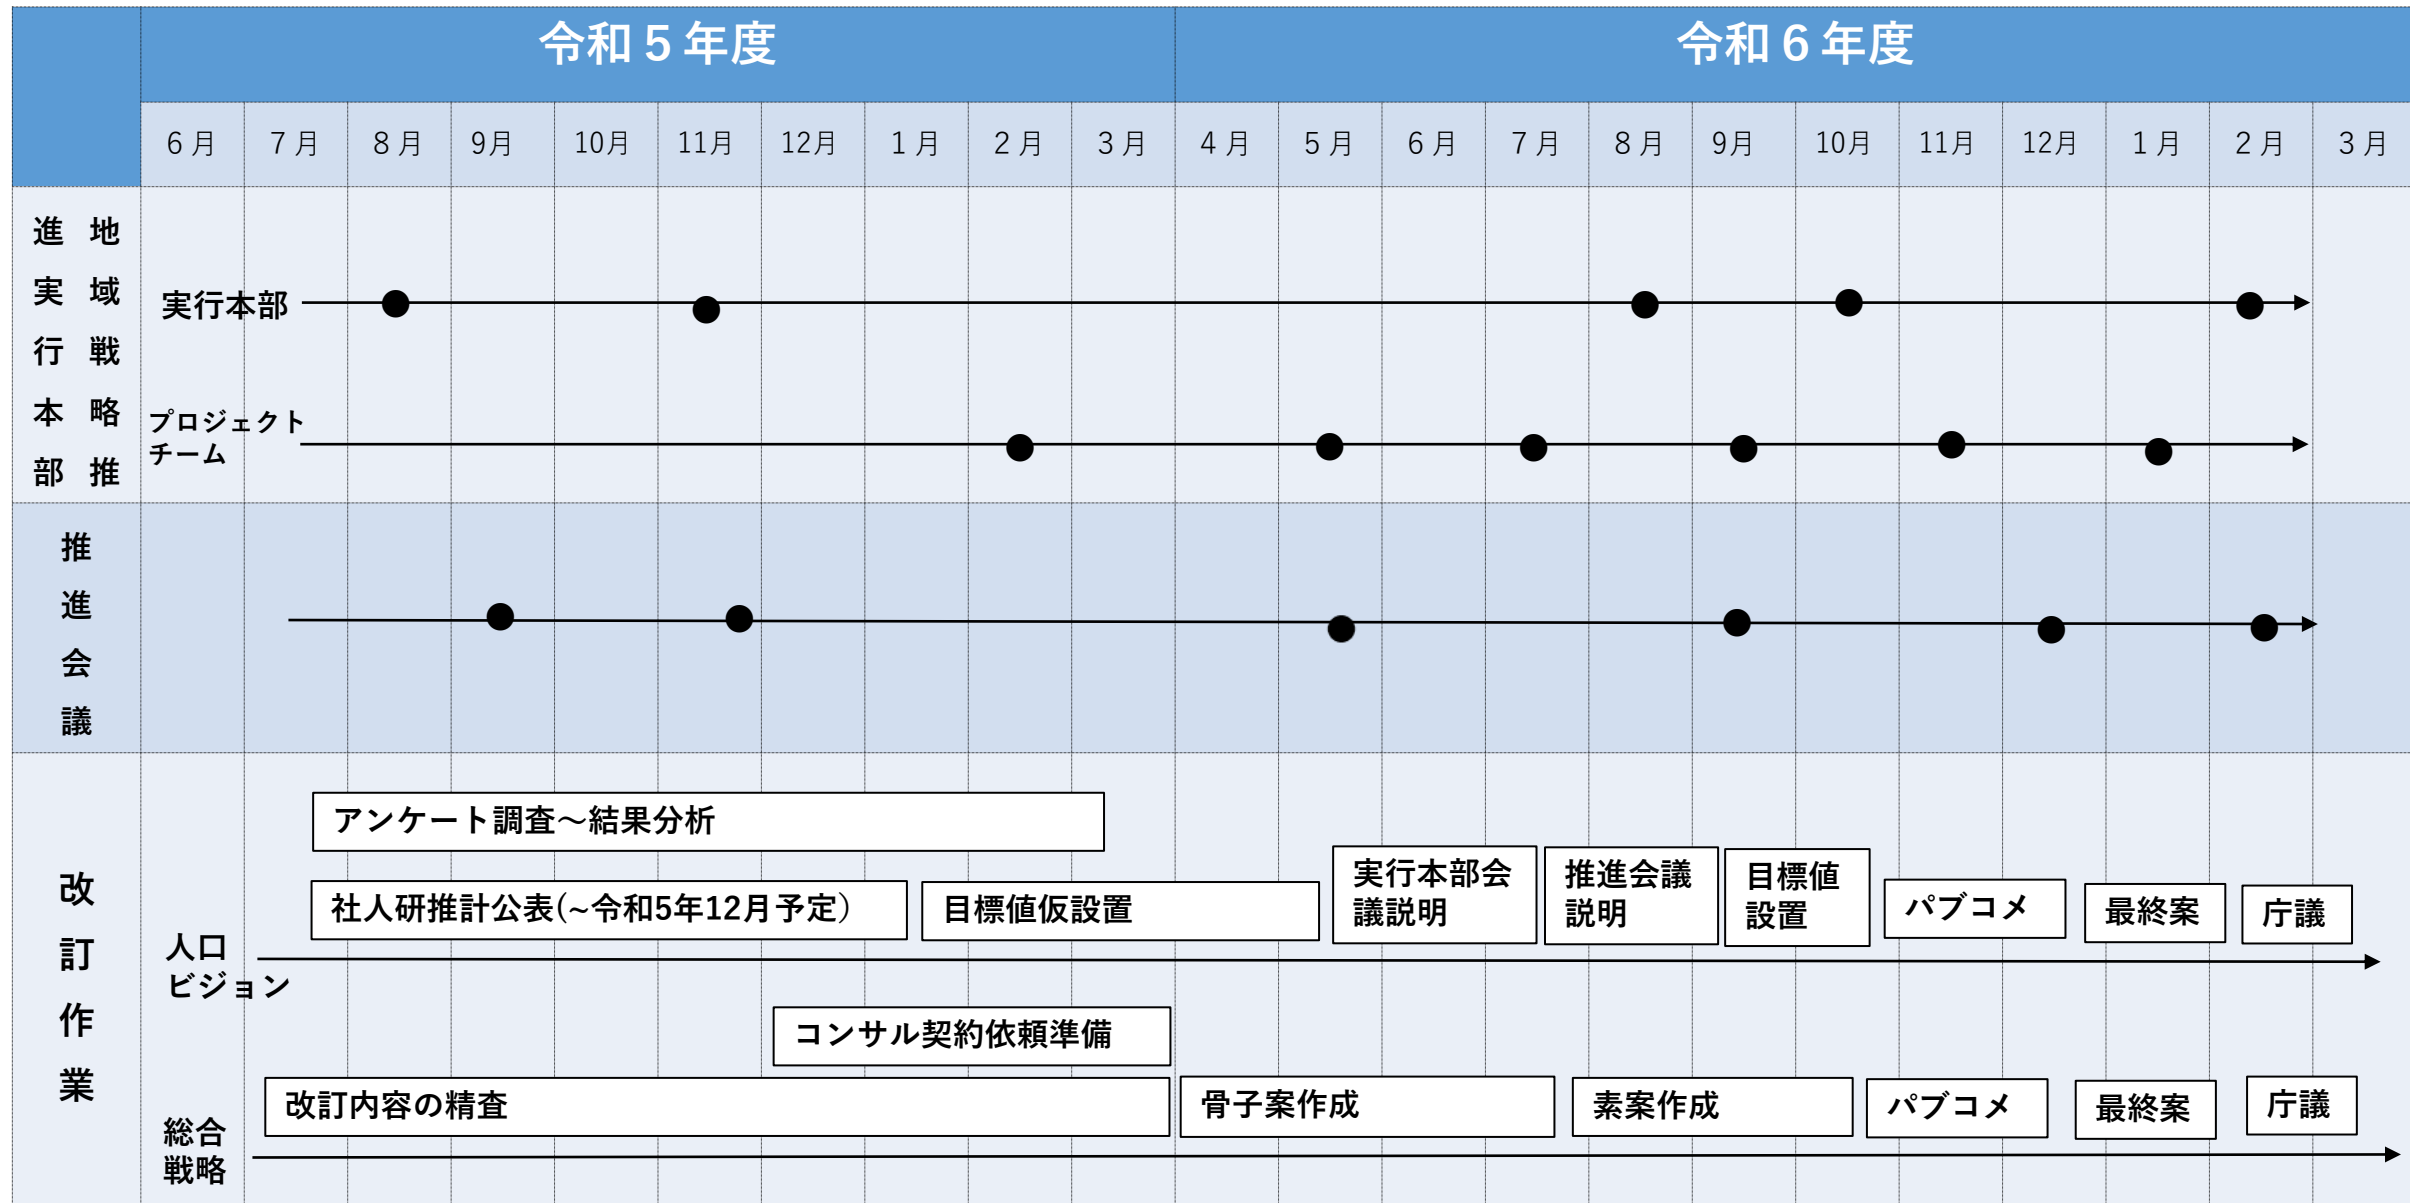 令和５年度
令和６年度
６月
７月
８月
9月
10月
11月
12月
１月
２月
３月
４月
５月
６月
７月
８月
9月
10月
11月
12月
１月
２月
３月
地域戦略推
進実行本部
実行本部
プロジェクト
チーム
推進会議
改訂作業
アンケート調査～結果分析
社人研推計公表(~令和5年12月予定）
目標値仮設置
実行本部会
議説明
推進会議
説明
目標値
設置
パブコメ
最終案
庁議
人口
ビジョン
コンサル契約依頼準備
改訂内容の精査
骨子案作成
素案作成
パブコメ
最終案
庁議
総合
戦略